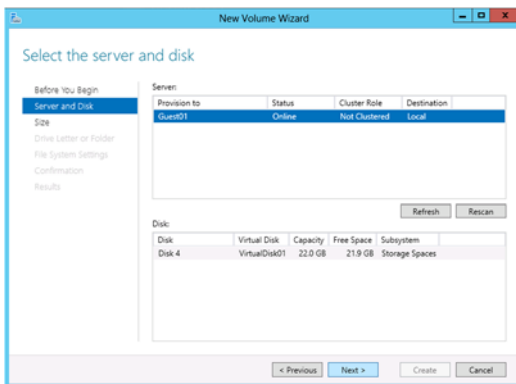 New Volume Wizard
Select the server and disk
Before You Begin
Server and Disk
Size
Drive Letter or Folder
File System Settings
Confirmation
Results
Server:
Provision to Status Cluster Role Destination
Guest01 Online Not Clustered Local
Refresh Rescan
Disk:
Disk Virtual Disk Capacity Free Space Subsystem
Disk 4 VirtualDisk01 22.0 GB 21.9 GB Storage Spaces
< Previous Next > Create Cancel